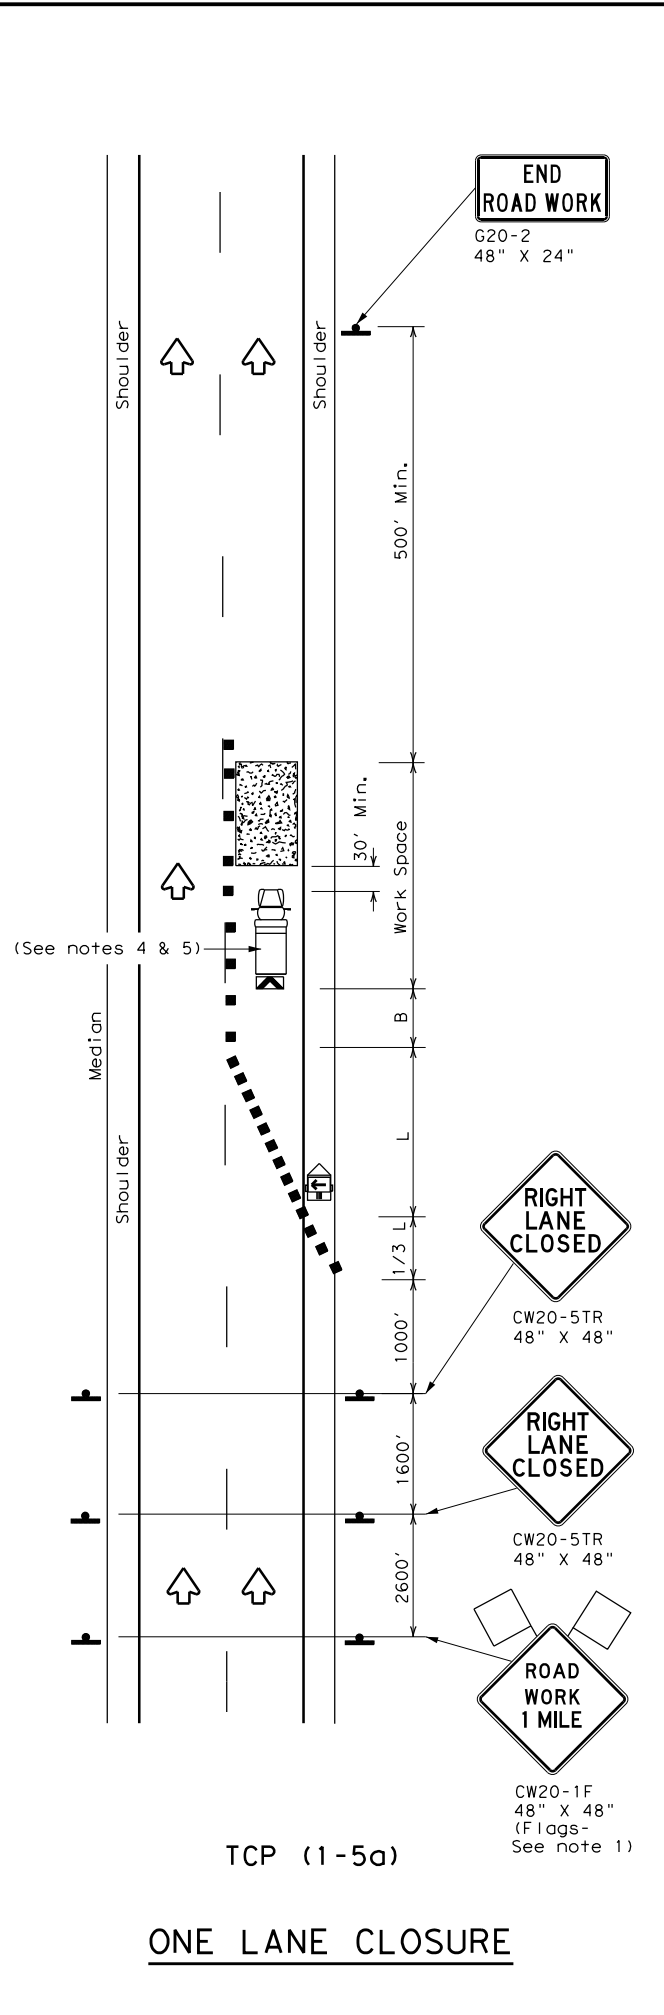 END
ROAD WORK
G20-2
48" X 24"
Shoulder
Shoulder
500' Min.
30' Min.
Work Space
(See notes 4 & 5)
B
Median
L
Shoulder
RIGHT
LANE
CLOSED
1/3 L
CW20-5TR
48" X 48"
1000'
RIGHT
LANE
CLOSED
1600'
CW20-5TR
48" X 48"
2600'
ROAD
WORK
1 MILE
CW20-1F
48" X 48"
(Flags-
See note 1)
TCP (1-5a)
ONE LANE CLOSURE